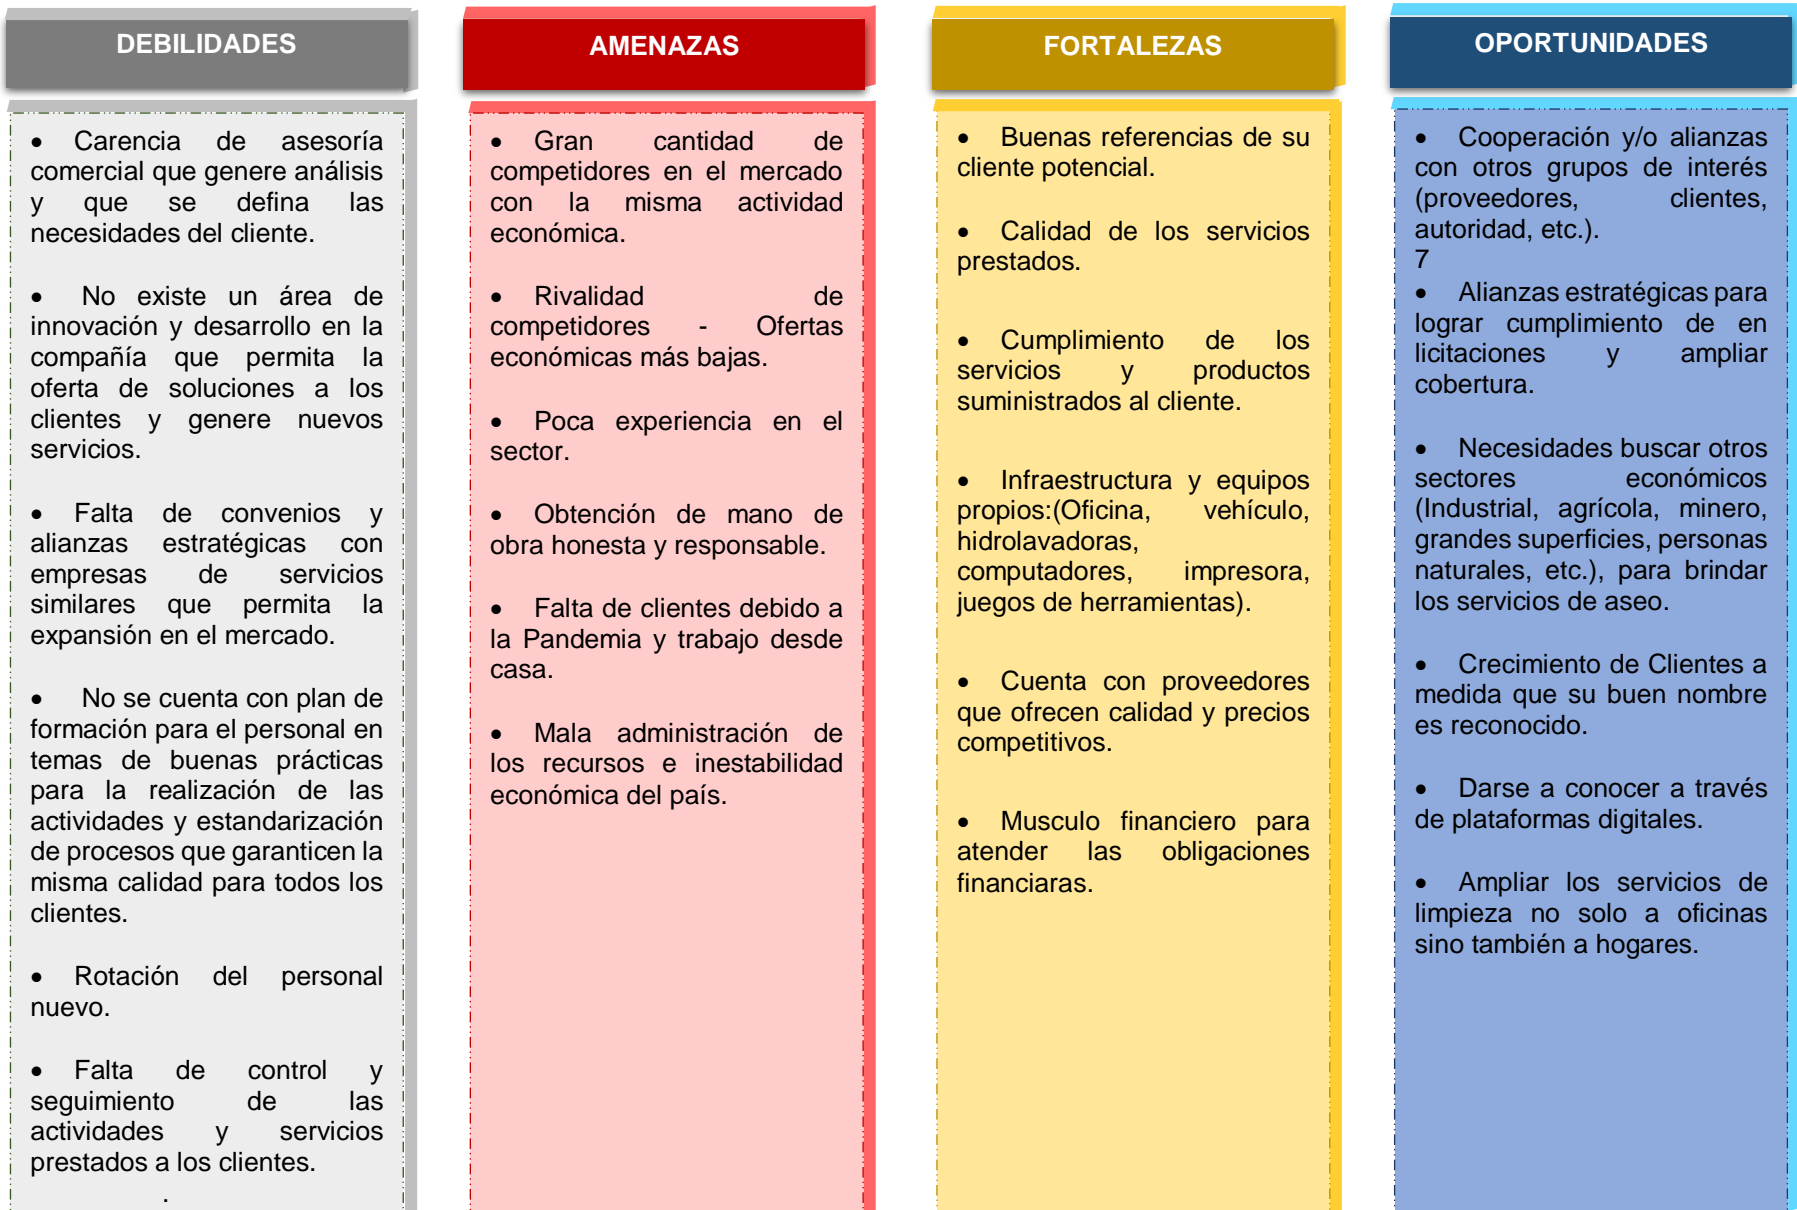 DEBILIDADES
• Carencia de asesoría
comercial que genere análisis
y que se defina las
necesidades del cliente.
• No existe un área de
innovación y desarrollo en la
compañía que permita la
oferta de soluciones a los
clientes y genere nuevos
servicios.
• Falta de convenios y
alianzas estratégicas con
empresas de servicios
similares que permita la
expansión en el mercado.
• No se cuenta con plan de
formación para el personal en
temas de buenas prácticas
para la realización de las
actividades y estandarización
de procesos que garanticen la
misma calidad para todos los
clientes.
• Rotación del personal
nuevo.
• Falta de control y
seguimiento de las
actividades y servicios
prestados a los clientes.
.
AMENAZAS
• Gran cantidad de
competidores en el mercado
con la misma actividad
económica.
• Rivalidad de
competidores - Ofertas
económicas más bajas.
• Poca experiencia en el
sector.
• Obtención de mano de
obra honesta y responsable.
• Falta de clientes debido a
la Pandemia y trabajo desde
casa.
• Mala administración de
los recursos e inestabilidad
económica del país.
FORTALEZAS
• Buenas referencias de su
cliente potencial.
• Calidad de los servicios
prestados.
• Cumplimiento de los
servicios y productos
suministrados al cliente.
• Infraestructura y equipos
propios:(Oficina, vehículo,
hidrolavadoras,
computadores, impresora,
juegos de herramientas).
• Cuenta con proveedores
que ofrecen calidad y precios
competitivos.
• Musculo financiero para
atender las obligaciones
financiaras.
OPORTUNIDADES
• Cooperación y/o alianzas
con otros grupos de interés
(proveedores, clientes,
autoridad, etc.).
7
• Alianzas estratégicas para
lograr cumplimiento de en
licitaciones y ampliar
cobertura.
• Necesidades buscar otros
sectores económicos
(Industrial, agrícola, minero,
grandes superficies, personas
naturales, etc.), para brindar
los servicios de aseo.
• Crecimiento de Clientes a
medida que su buen nombre
es reconocido.
• Darse a conocer a través
de plataformas digitales.
• Ampliar los servicios de
limpieza no solo a oficinas
sino también a hogares.